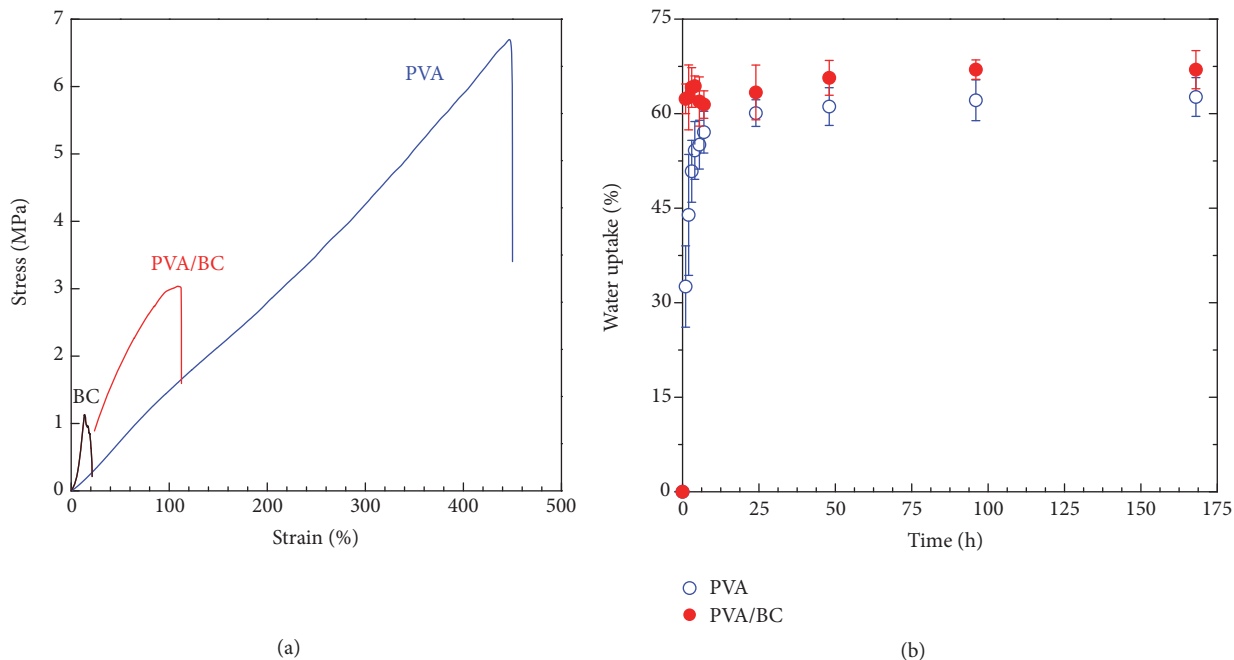 7
6
5
4
3
2
1
0
Stress (MPa)
PVA
PVA/BC
BC
0
100
200
300
400
500
Strain (%)
(a)
75
60
45
30
15
0
Water uptake (%)
0
25
50
75
100
125
150
175
Time (h)
PVA
PVA/BC
(b)